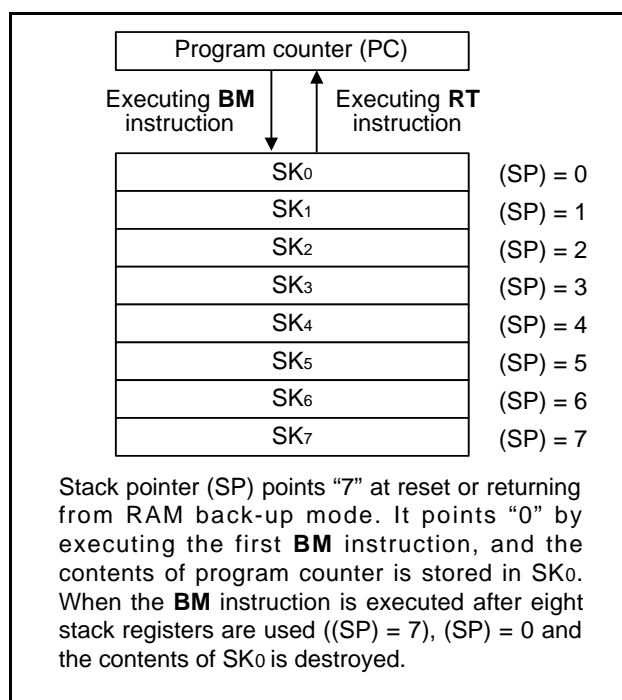 Program counter (PC)
Executing BM
instruction
Executing RT
instruction
SK0 (SP) = 0
SK1 (SP) = 1
SK2 (SP) = 2
SK3 (SP) = 3
SK4 (SP) = 4
SK5 (SP) = 5
SK6 (SP) = 6
SK7 (SP) = 7
Stack pointer (SP) points “7” at reset or returning
from RAM back-up mode. It points “0” by
executing the first BM instruction, and the
contents of program counter is stored in SK0.
When the BM instruction is executed after eight
stack registers are used ((SP) = 7), (SP) = 0 and
the contents of SK0 is destroyed.